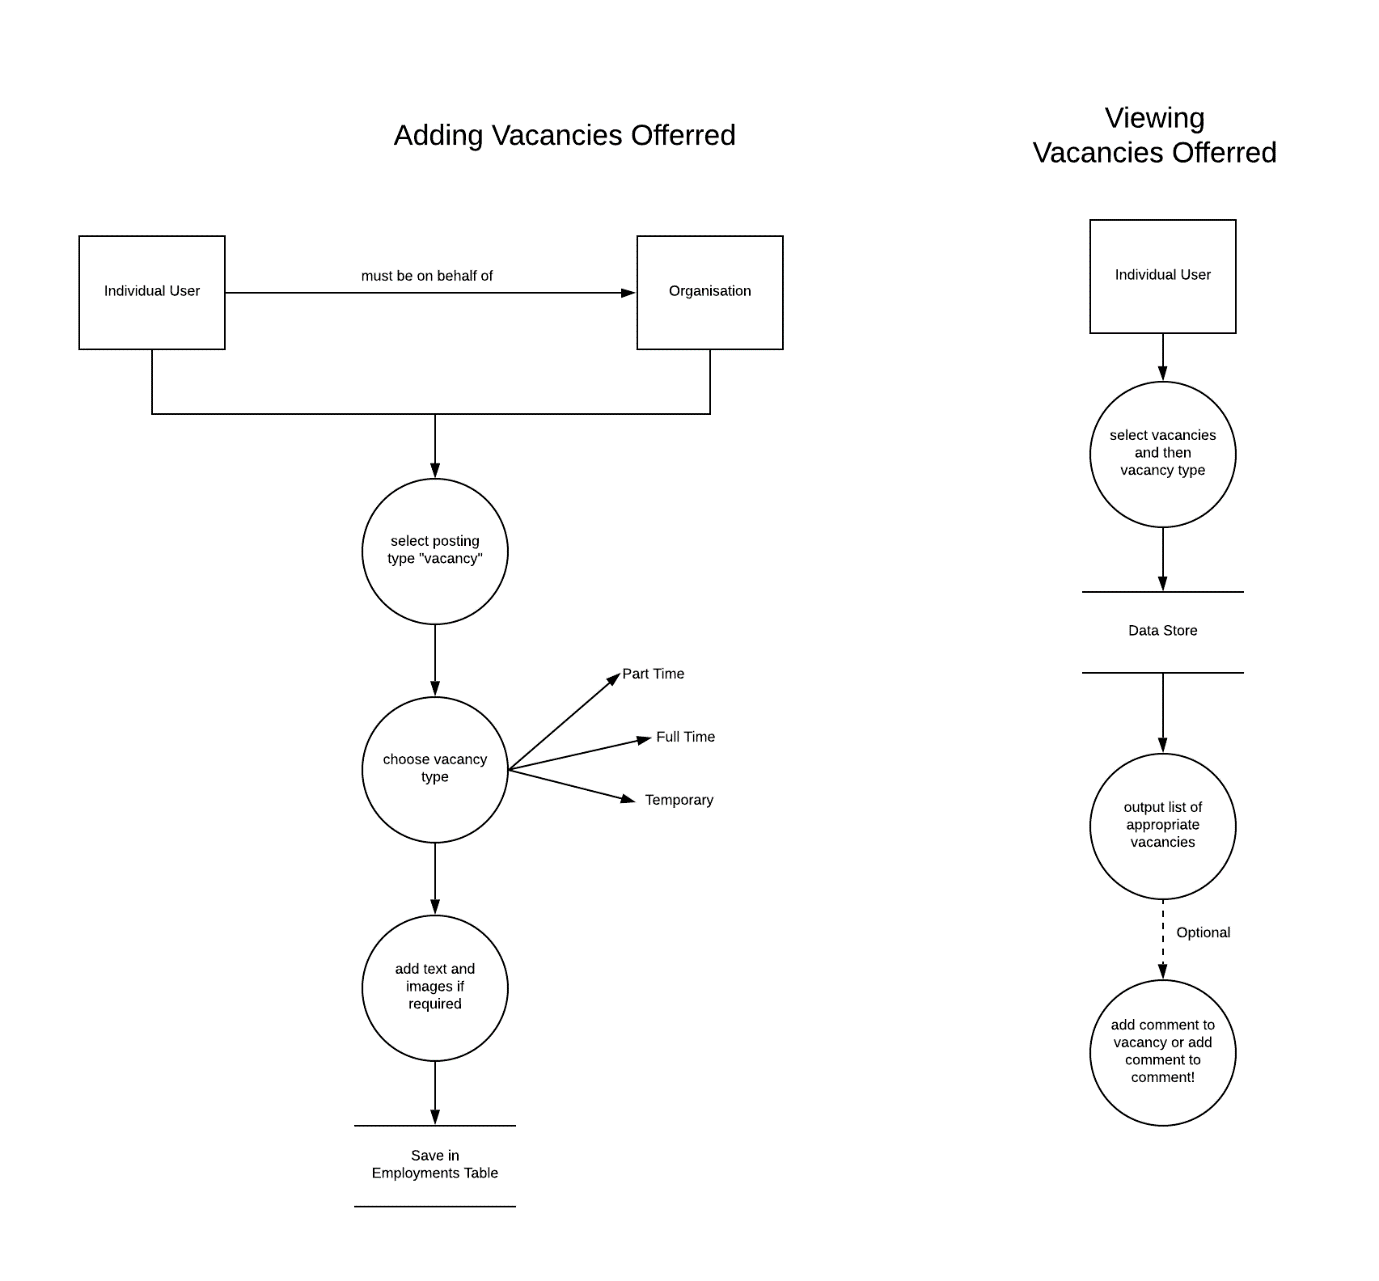 Adding Vacancies Offerred
Individual User
must be on behalf of
Organisation
select posting
type "vacancy"
choose vacancy
type
Part Time
Full Time
Temporary
add text and
images if
required
Save in
Employments Table
Viewing
Vacancies Offerred
Individual User
select vacancies
and then
vacancy type
Data Store
output list of
appropriate
vacancies
Optional
add comment to
vacancy or add
comment to
comment!